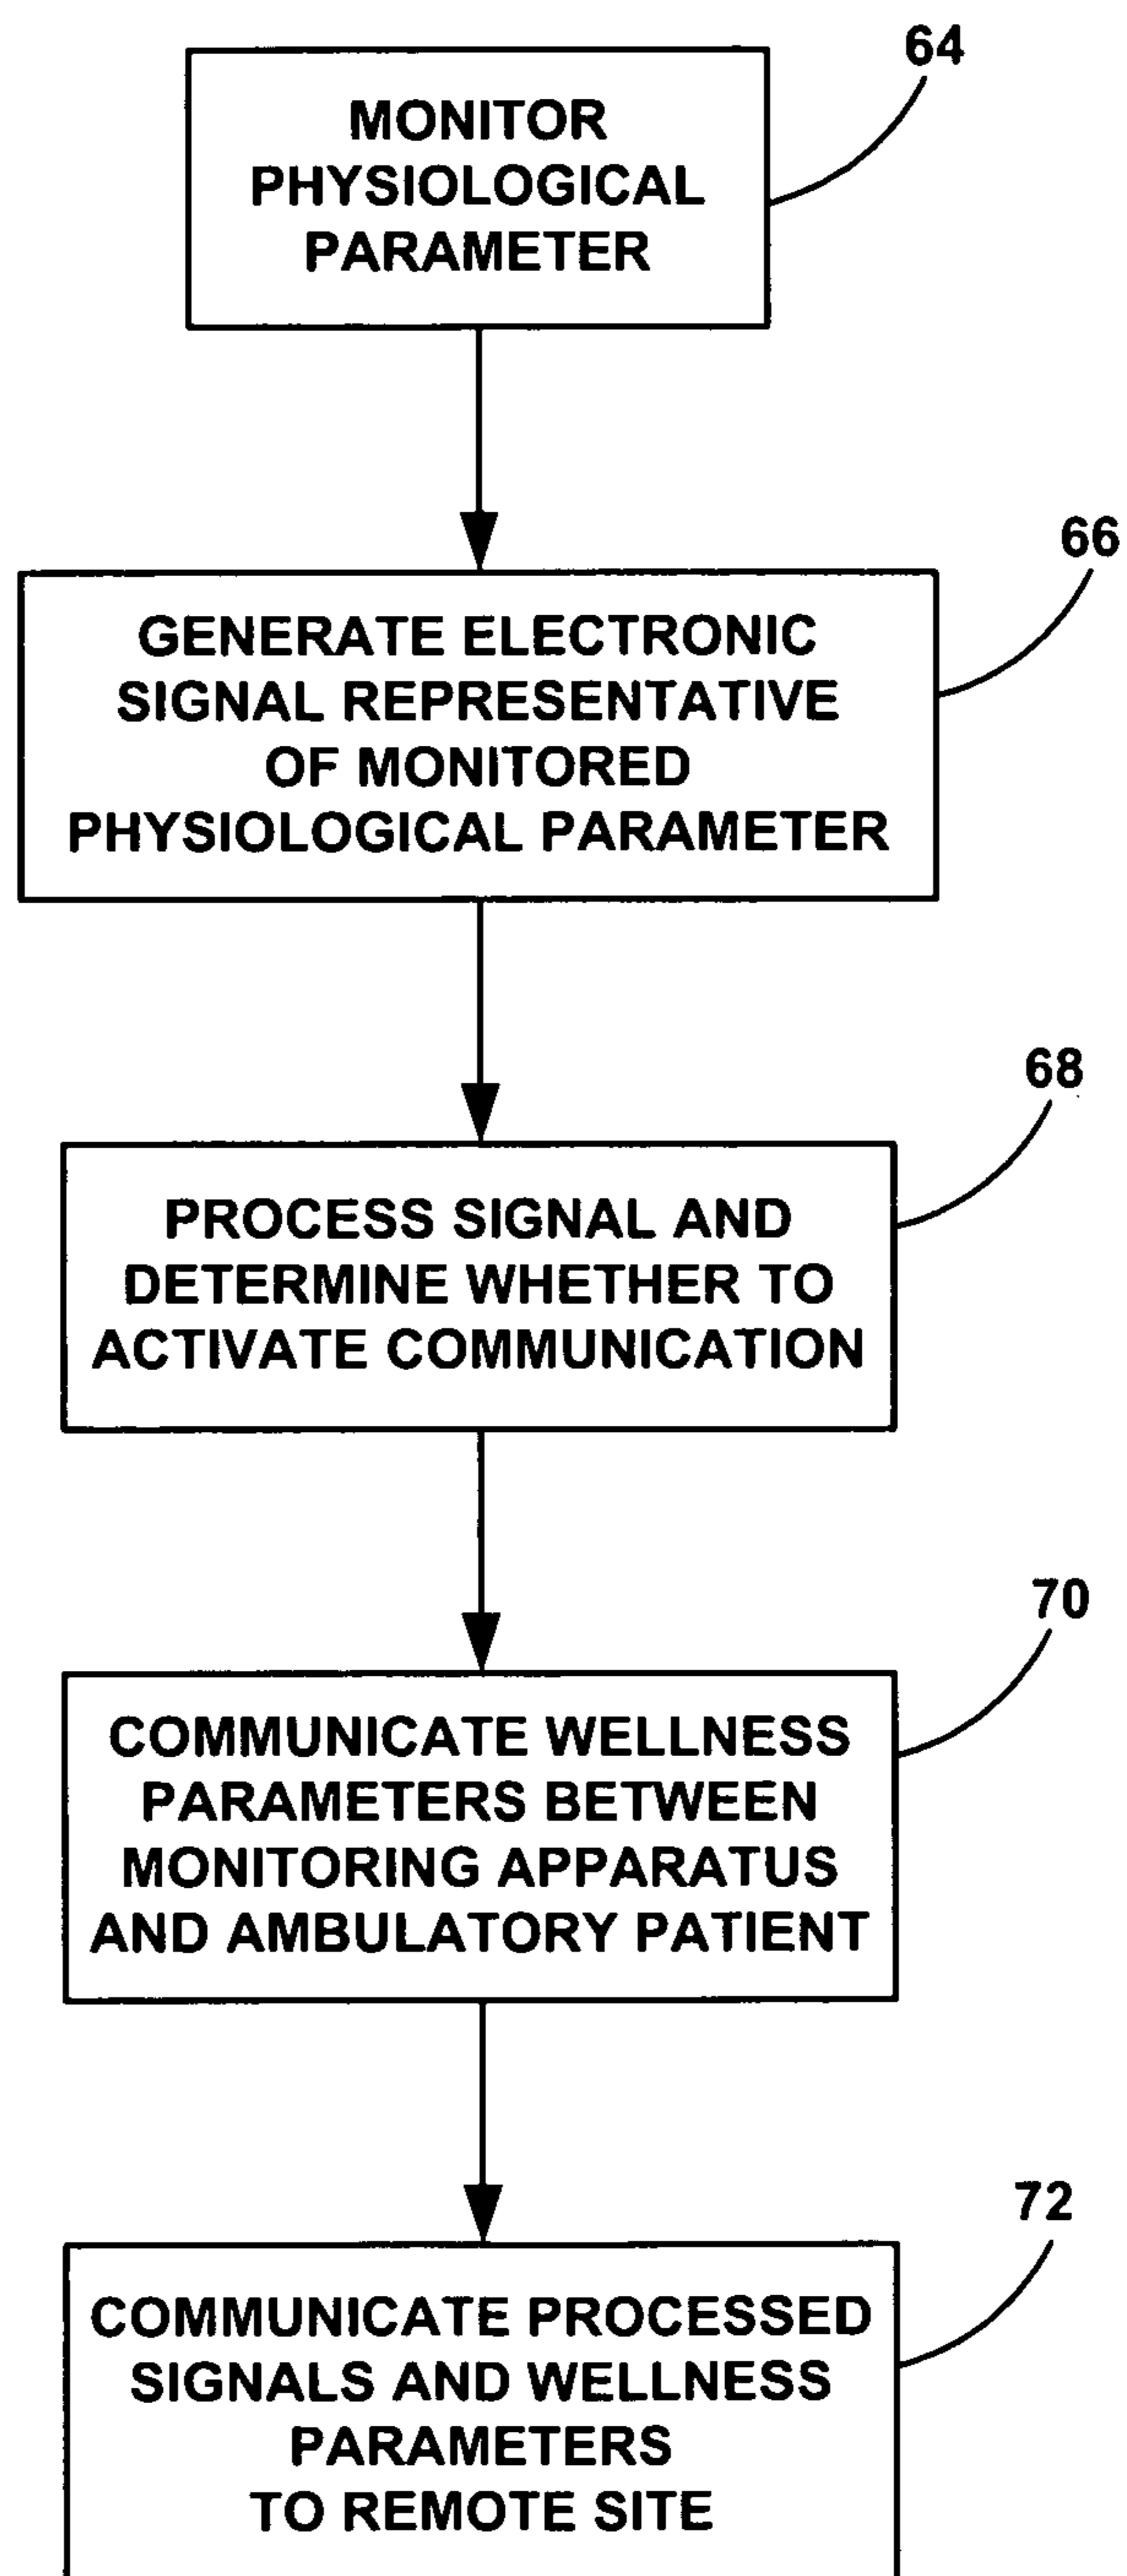 64
MONITOR
PHYSIOLOGICAL
PARAMETER
66
GENERATE ELECTRONIC
SIGNAL REPRESENTATIVE
OF MONITORED
PHYSIOLOGICAL PARAMETER
68
PROCESS SIGNAL AND
DETERMINE WHETHER TO
ACTIVATE COMMUNICATION
70
COMMUNICATE WELLNESS
PARAMETERS BETWEEN
MONITORING APPARATUS
AND AMBULATORY PATIENT
72
COMMUNICATE PROCESSED
SIGNALS AND WELLNESS
PARAMETERS
TO REMOTE SITE